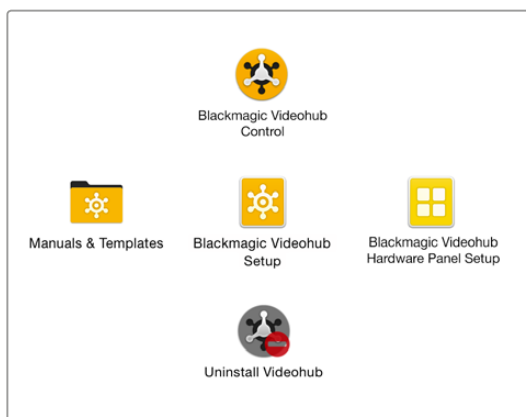 Blackmagic Videohub
Control
Manuals & Templates
Blackmagic Videohub
Setup
Blackmagic Videohub
Hardware Panel Setup
Uninstall Videohub